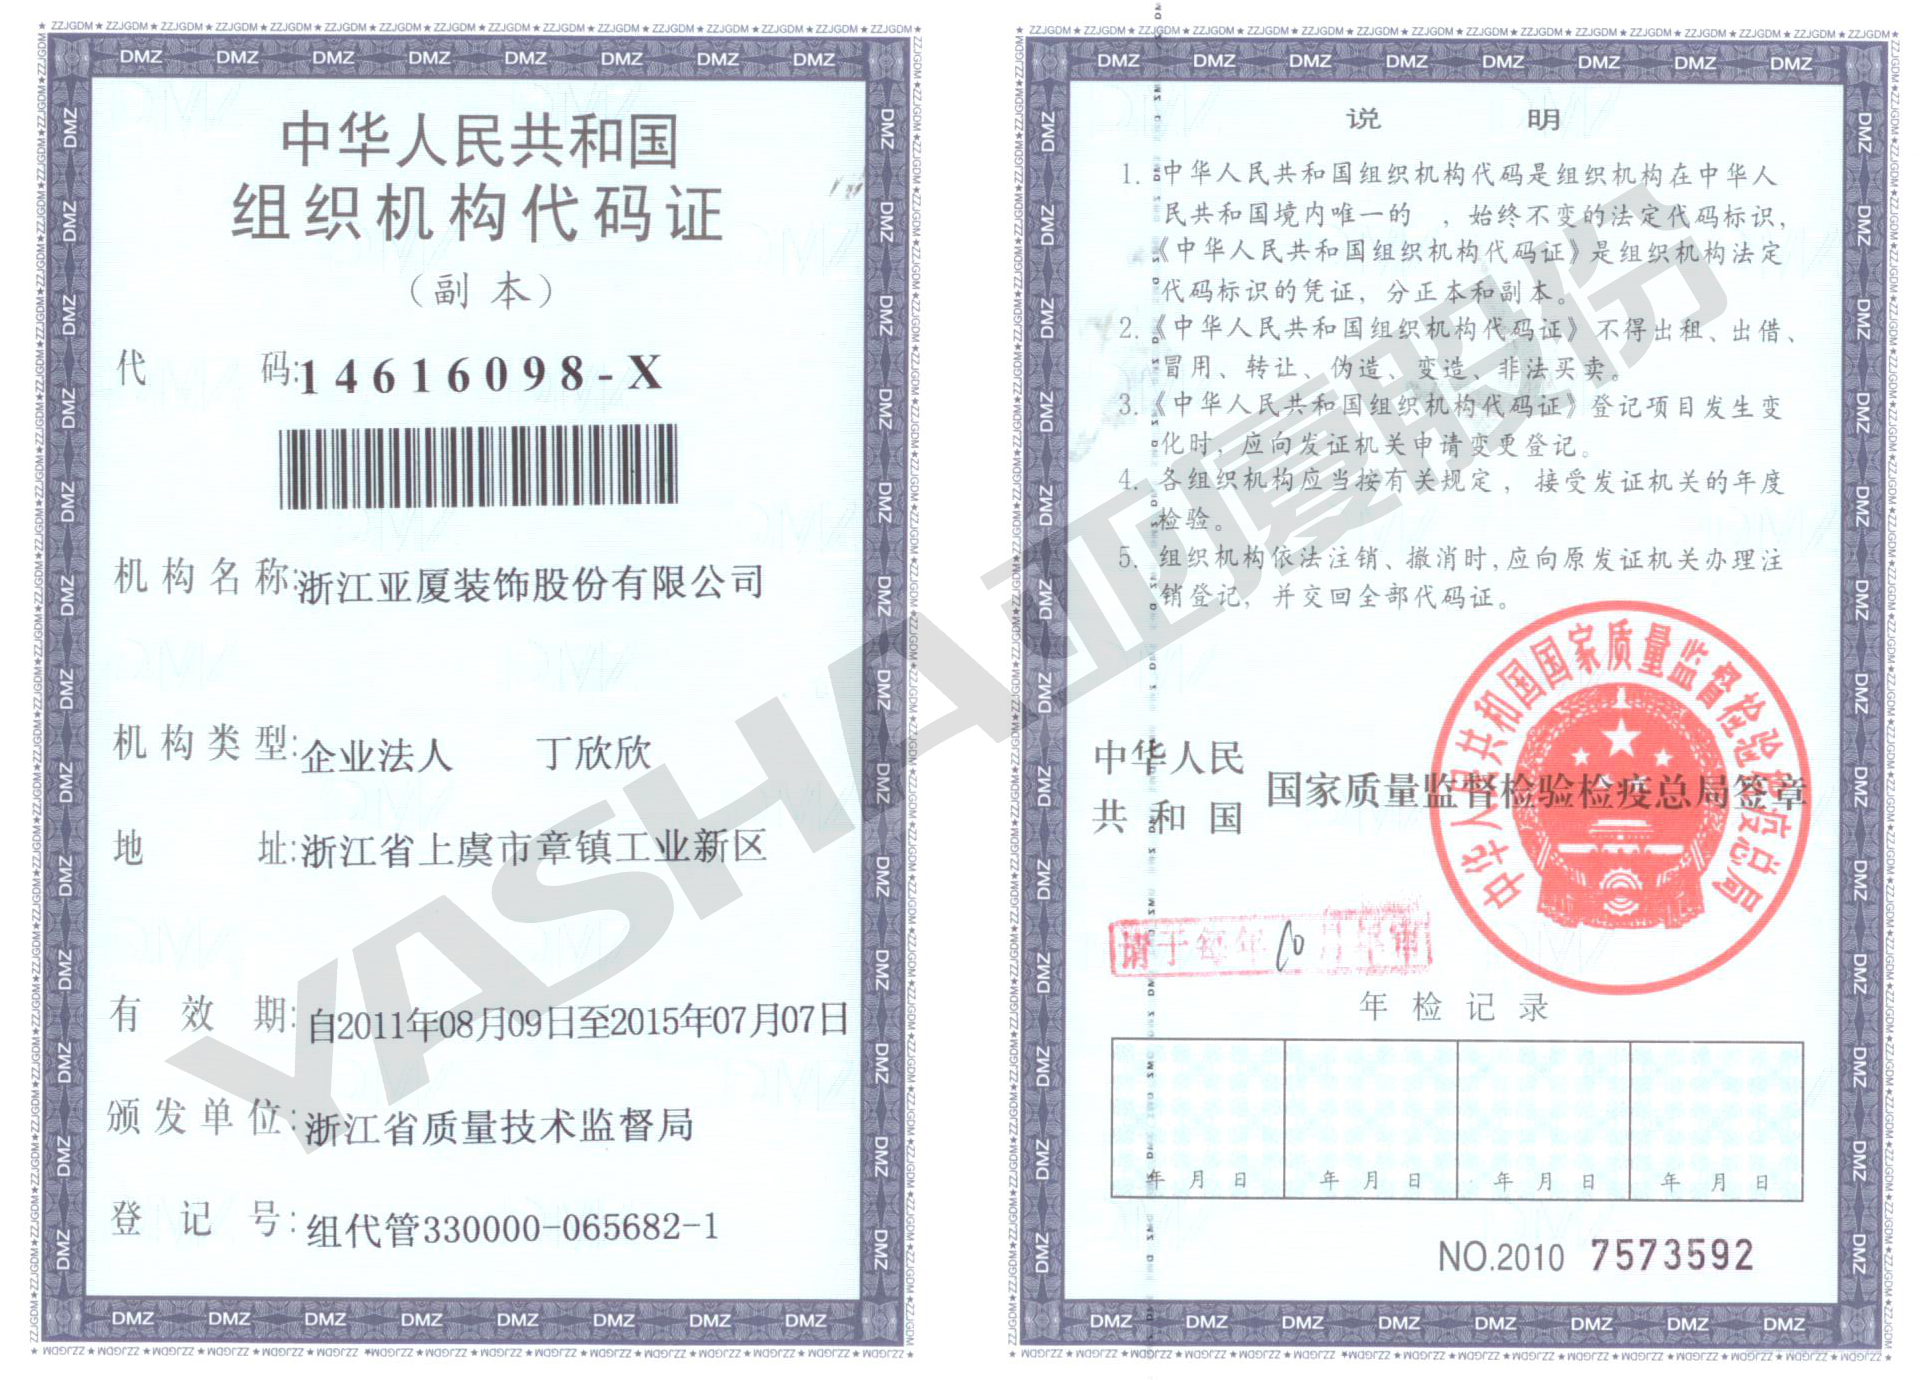 中华人民共和国
组织机构代码证
（副 本）
代 码:14616098-X
机构名称:浙江亚厦装饰股份有限公司
机构类型:企业法人 丁欣欣
地 址:浙江省上虞市章镇工业新区
有 效 期:自2011年08月09日至2015年07月07日
颁发单位:浙江省质量技术监督局
登 记 号:组代管330000-065682-1
说 明
1. 中华人民共和国组织机构代码是组织机构在中华人
民共和国境内唯一的 ，始终不变的法定代码标识，
《中华人民共和国组织机构代码证》是组织机构法定
代码标识的凭证，分正本和副本。
2.《中华人民共和国组织机构代码证》不得出租、出借、
冒用、转让、伪造、变造、非法买卖。
3.《中华人民共和国组织机构代码证》登记项目发生变
化时，应向发证机关申请变更登记。
4. 各组织机构应当按有关规定，接受发证机关的年度
检验。
5. 组织机构依法注销、撤消时,应向原发证机关办理注
销登记，并交回全部代码证。
中华人民共和国国家质量监督检验检疫总局
中华人民
共和国 国家质量监督检验检疫总局签章
请于每年10月年审
年检记录
年 月 日 年 月 日 年 月 日 年 月 日
NO.2010 7573592
YASHA亚厦股份
DMZ DMZ DMZ DMZ DMZ DMZ DMZ DMZ